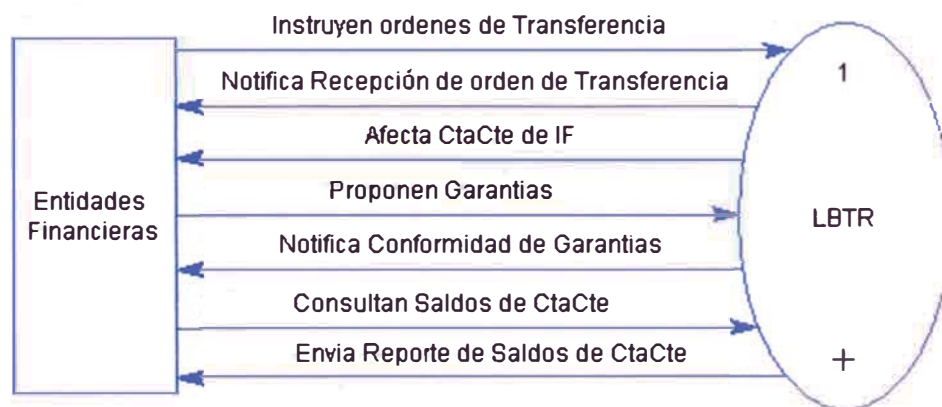 Instruyen ordenes de Transferencia
1
Notifica Recepción de orden de Transferencia
Afecta CtaCte de IF
Proponen Garantias
Entidades
Financieras
LBTR
Notifica Conformidad de Garantias
Consultan Saldos de CtaCte
Envia Reporte de Saldos de CtaCte
+